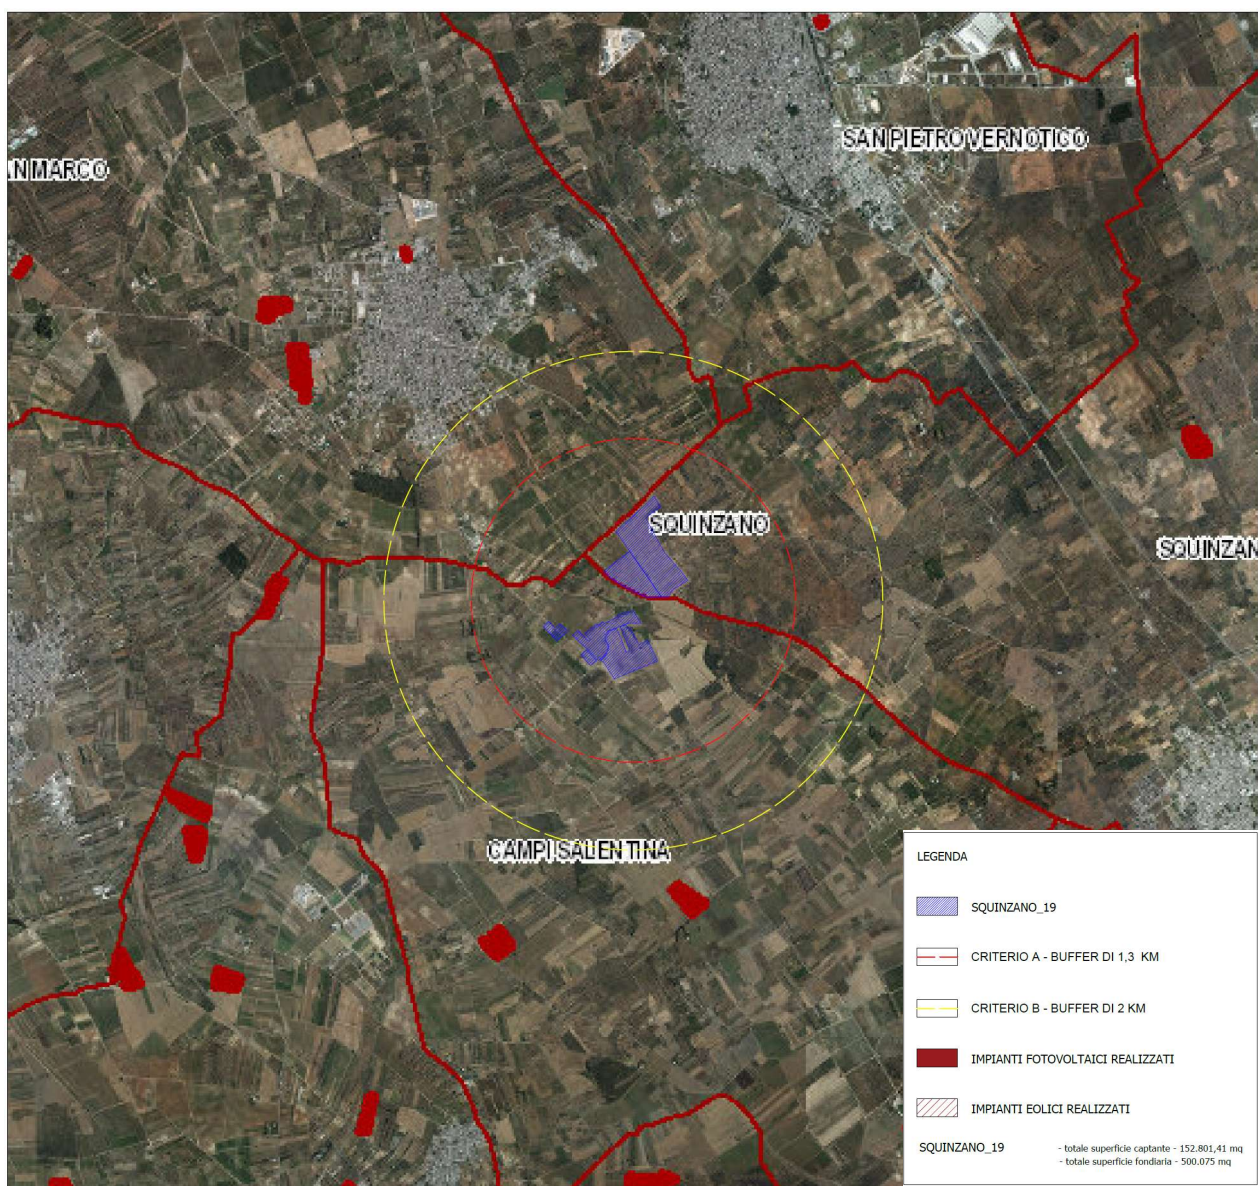 SAN PIETRO VERNOTICO
N MARCO
SQUINZANO
SQUINZAN
CAMPI SALENTINA
LEGENDA
SQUINZANO_19
CRITERIO A - BUFFER DI 1,3 KM
CRITERIO B - BUFFER DI 2 KM
IMPIANTI FOTOVOLTAICI REALIZZATI
IMPIANTI EOLICI REALIZZATI
SQUINZANO_19 - totale superficie captante - 152.801,41 mq
- totale superficie fondiaria - 500.075 mq